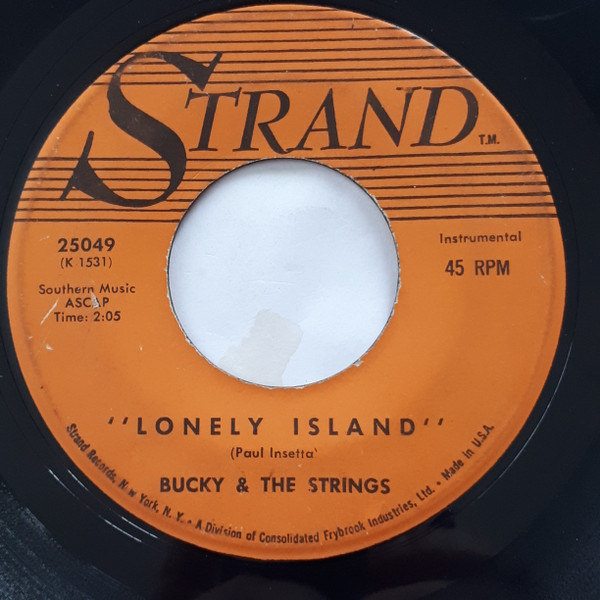 STRAND T.M.
25049
(K 1531)
Southern Music
ASCAP
Time: 2:05
Instrumental
45 RPM
"LONELY ISLAND"
(Paul Insetta)
BUCKY & THE STRINGS
Strand Records, New York, N. Y. • A Division of Consolidated Frybrook Industries, Ltd. • Made in U.S.A.